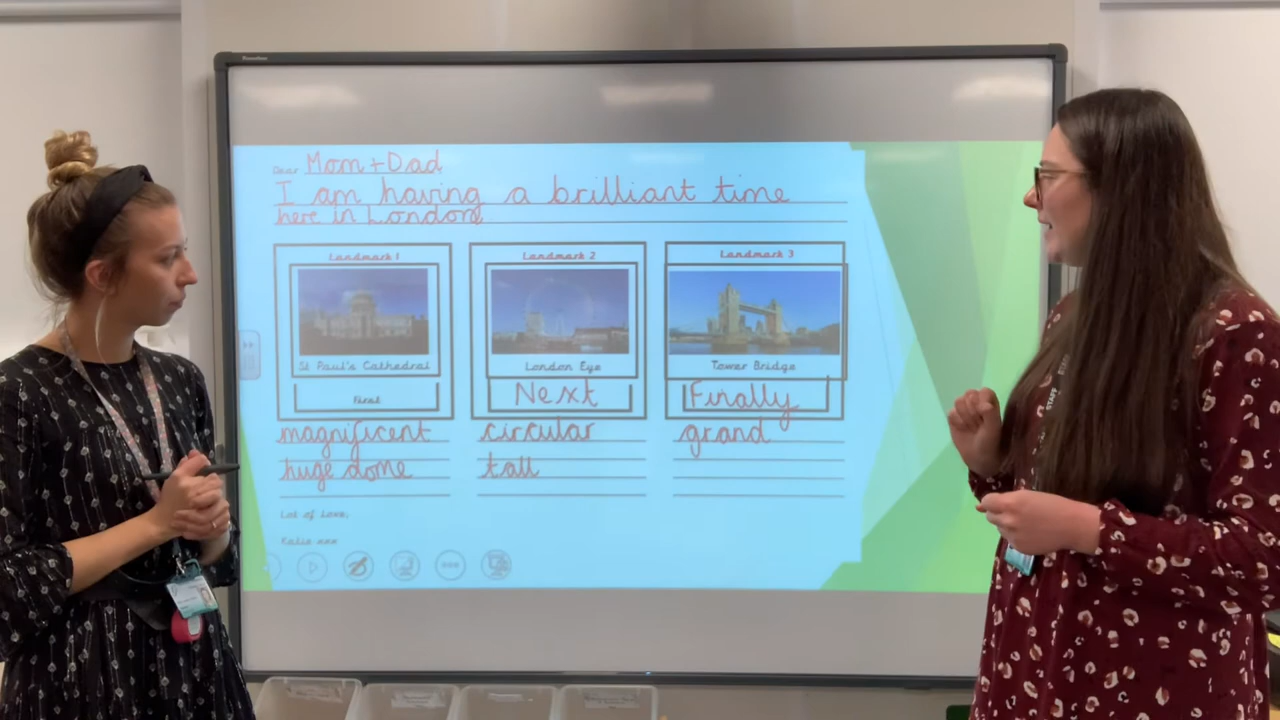 Dear Mom + Dad
I am having a brilliant time
here in London
Landmark 1
Landmark 2
Landmark 3
St Paul's Cathedral
London Eye
Tower Bridge
First
Next
Finally
magnificent
circular
grand
huge dome
tall
Lot of Love,
Katie xxx
STAFF